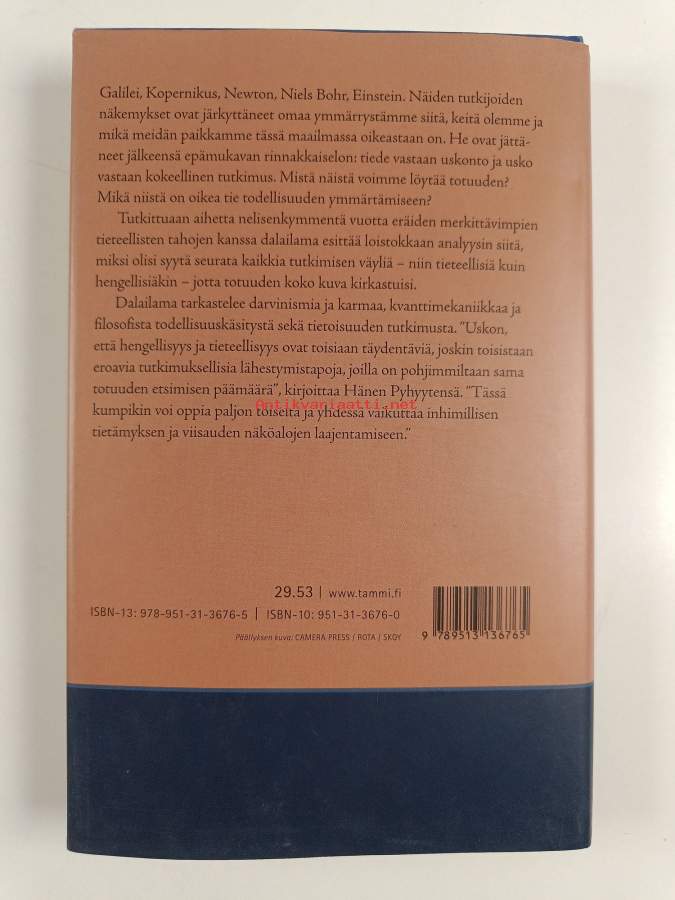 Galilei, Kopernikus, Newton, Niels Bohr, Einstein. Näiden tutkijoiden
näkemykset ovat järkyttäneet omaa ymmärrystämme siitä, keitä olemme ja
mikä meidän paikkamme tässä maailmassa oikeastaan on. He ovat jättä-
neet jälkeensä epämukavan rinnakkaiselon: tiede vastaan uskonto ja usko
vastaan kokeellinen tutkimus. Mistä näistä voimme löytää totuuden?
Mikä niistä on oikea tie todellisuuden ymmärtämiseen?
Tutkittuaan aihetta nelisenkymmentä vuotta eräiden merkittävimpien
tieteellisten tahojen kanssa dalailama esittää loistokkaan analyysin siitä,
miksi olisi syytä seurata kaikkia tutkimisen väyliä – niin tieteellisiä kuin
hengellisiäkin – jotta totuuden koko kuva kirkastuisi.
Dalailama tarkastelee darvinismia ja karmaa, kvanttimekaniikkaa ja
filosofista todellisuuskäsitystä sekä tietoisuuden tutkimusta. "Uskon,
että hengellisyys ja tieteellisyys ovat toisiaan täydentäviä, joskin toisistaan
eroavia tutkimuksellisia lähestymistapoja, joilla on pohjimmiltaan sama
totuuden etsimisen päämäärä", kirjoittaa Hänen Pyhyytensä. "Tässä
kumpikin voi oppia paljon toiselta ja yhdessä vaikuttaa inhimillisen
tietämyksen ja viisauden näköalojen laajentamiseen."
Antikvariaatti.net
29.53 | www.tammi.fi
ISBN-13: 978-951-31-3676-5 | ISBN-10: 951-31-3676-0
Päällyksen kuva: CAMERA PRESS / ROTA / SKOY
9 789513 136765